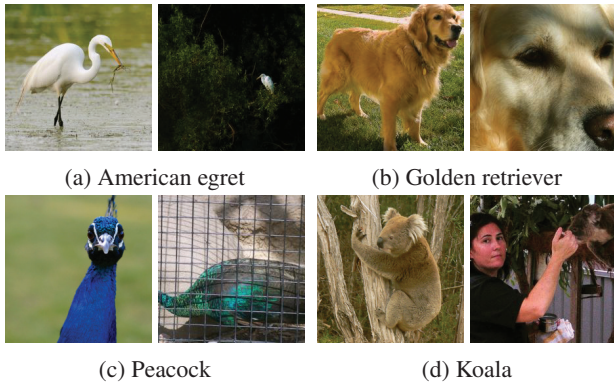 (a) American egret
(b) Golden retriever
(c) Peacock
(d) Koala